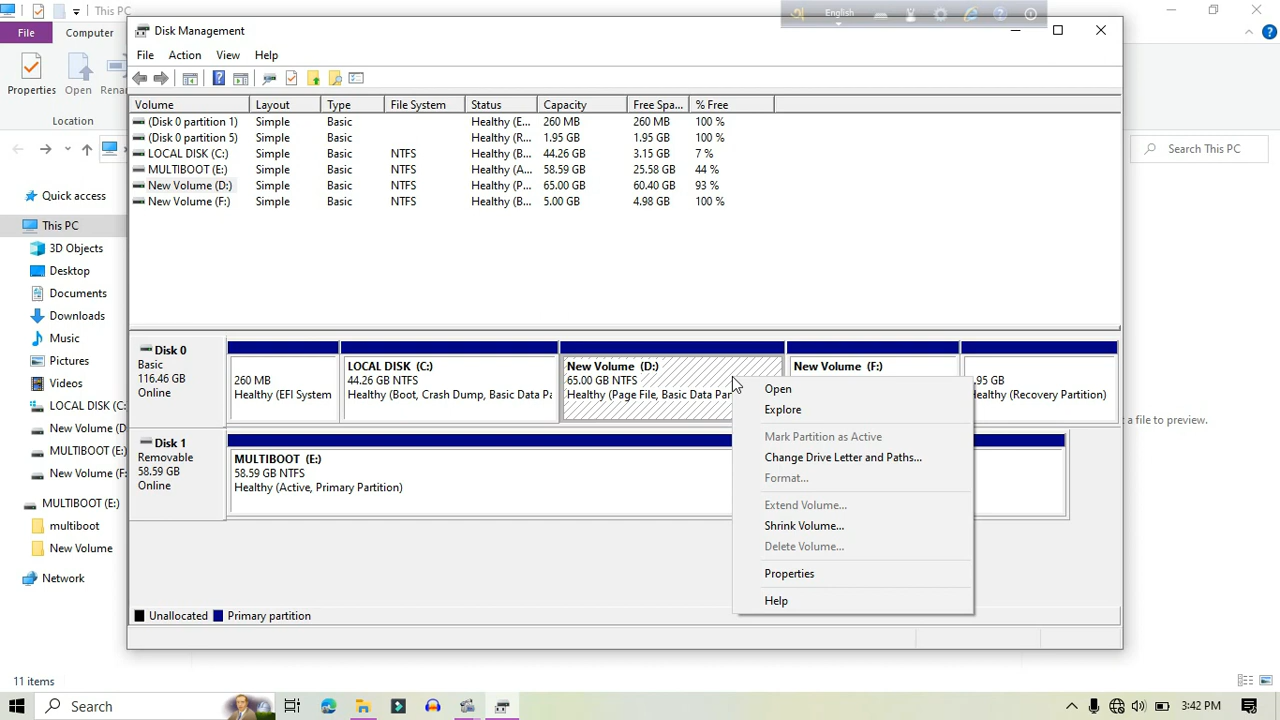 This PC
English
Disk Management
File
Computer
File
Action
View
Help
Properties
Open
Location
Volume Layout Type File System Status Capacity Free Spa... % Free
(Disk 0 partition 1) Simple Basic Healthy (E... 260 MB 260 MB 100 %
(Disk 0 partition 5) Simple Basic Healthy (R... 1.95 GB 1.95 GB 100 %
LOCAL DISK (C:) Simple Basic NTFS Healthy (B... 44.26 GB 3.15 GB 7 %
MULTIBOOT (E:) Simple Basic NTFS Healthy (A... 58.59 GB 25.58 GB 44 %
New Volume (D:) Simple Basic NTFS Healthy (P... 65.00 GB 60.40 GB 93 %
New Volume (F:) Simple Basic NTFS Healthy (B... 5.00 GB 4.98 GB 100 %
Search This PC
Quick access
This PC
3D Objects
Desktop
Documents
Downloads
Music
Pictures
Videos
LOCAL DISK (C:
New Volume (D
MULTIBOOT (E:
New Volume (F:
MULTIBOOT (E:)
multiboot
New Volume
Network
Disk 0
Basic
116.46 GB
Online
260 MB
Healthy (EFI System
LOCAL DISK (C:)
44.26 GB NTFS
Healthy (Boot, Crash Dump, Basic Data Pa
New Volume (D:)
65.00 GB NTFS
Healthy (Page File, Basic Data Par
New Volume (F:)
.95 GB
Healthy (Recovery Partition)
Disk 1
Removable
58.59 GB
Online
MULTIBOOT (E:)
58.59 GB NTFS
Healthy (Active, Primary Partition)
Open
Explore
Mark Partition as Active
Change Drive Letter and Paths...
Format...
Extend Volume...
Shrink Volume...
Delete Volume...
Properties
Help
t a file to preview.
Unallocated
Primary partition
11 items
Search
3:42 PM